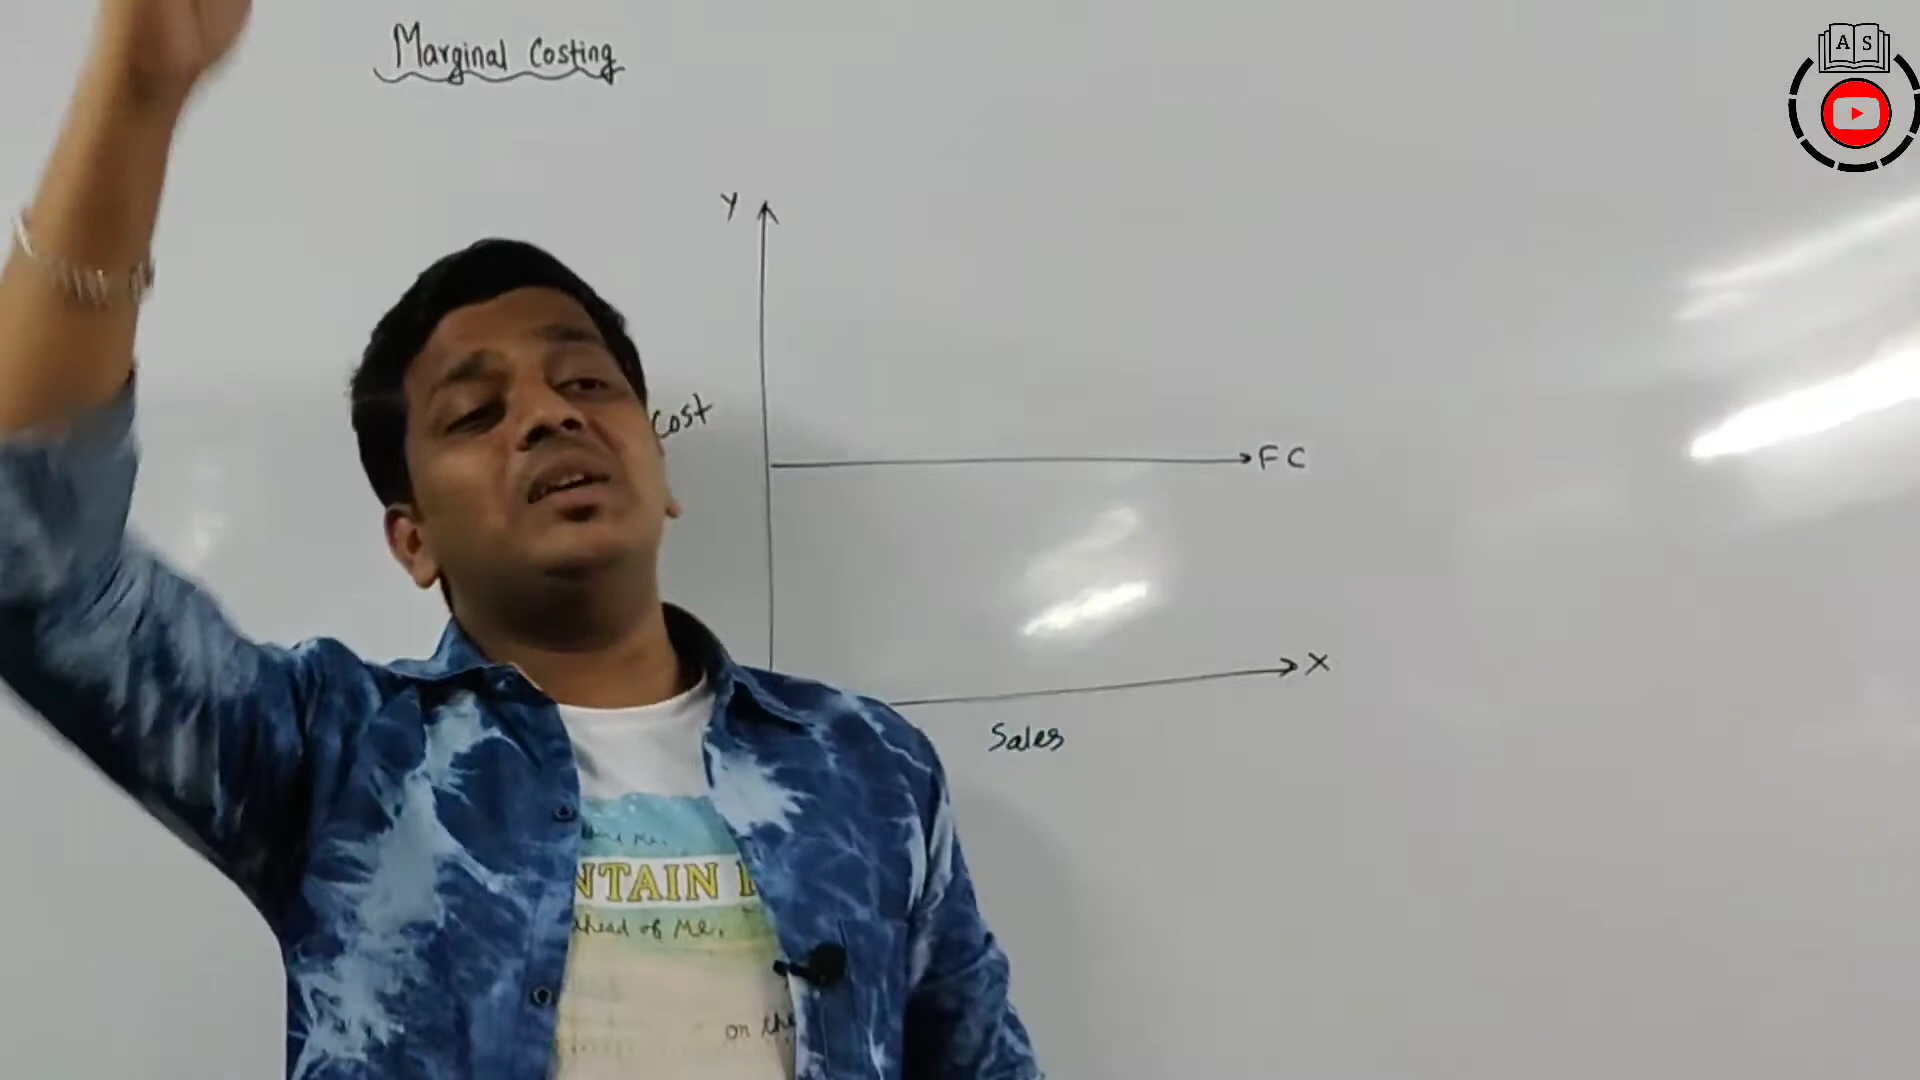 Marginal Costing
A S
Y
Cost
FC
X
Sales
NTAIN
ahead of Me.
on the